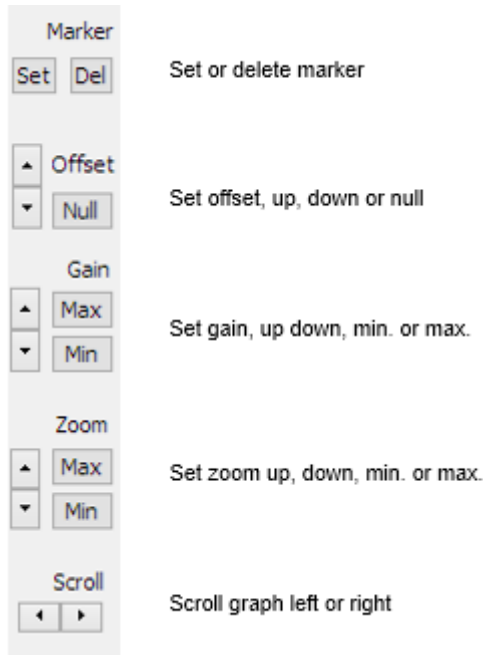 Marker
Set Del Set or delete marker
Offset
Null Set offset, up, down or null
Gain
Max
Set gain, up down, min. or max.
Min
Zoom
Max Set zoom up, down, min. or max.
Min
Scroll
Scroll graph left or right